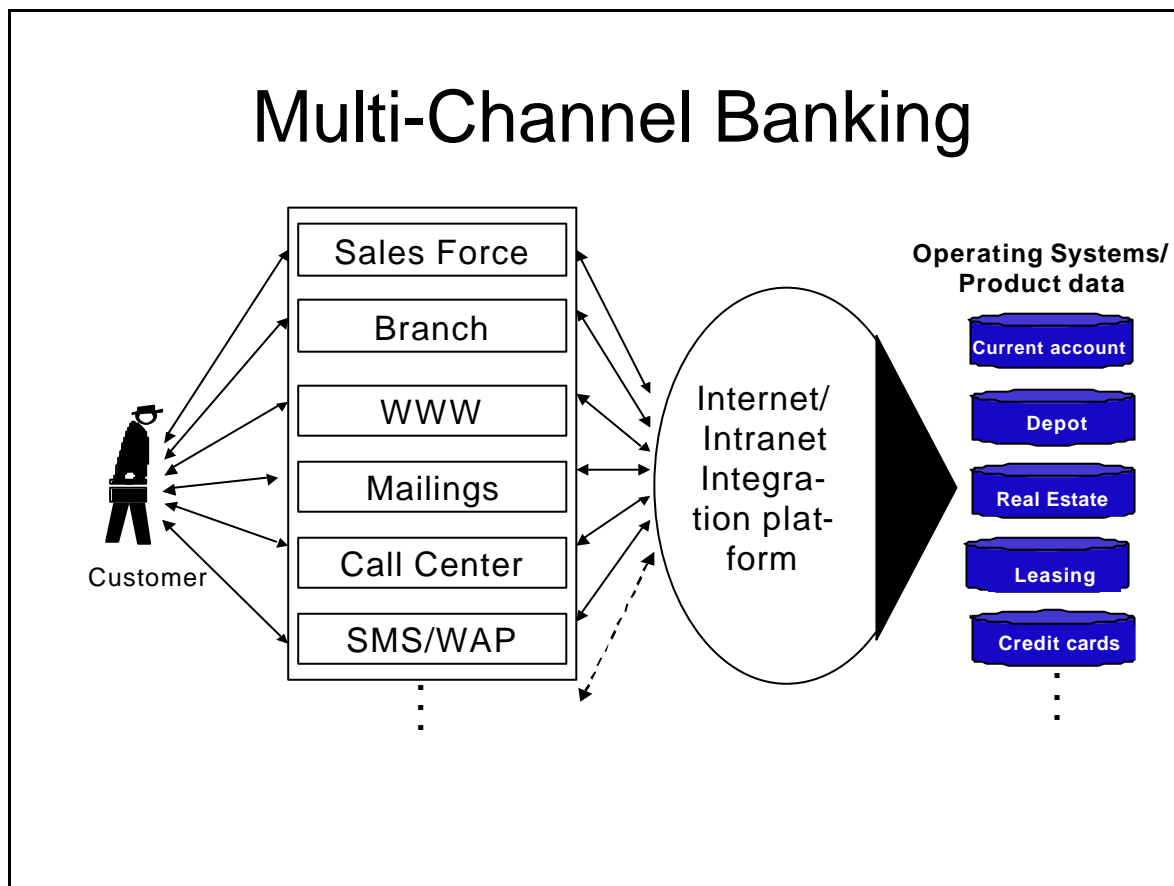 Multi-Channel Banking
Sales Force
Branch
WWW
Mailings
Call Center
SMS/WAP
Customer
Internet/
Intranet
Integra-
tion plat-
form
Operating Systems/
Product data
Current account
Depot
Real Estate
Leasing
Credit cards